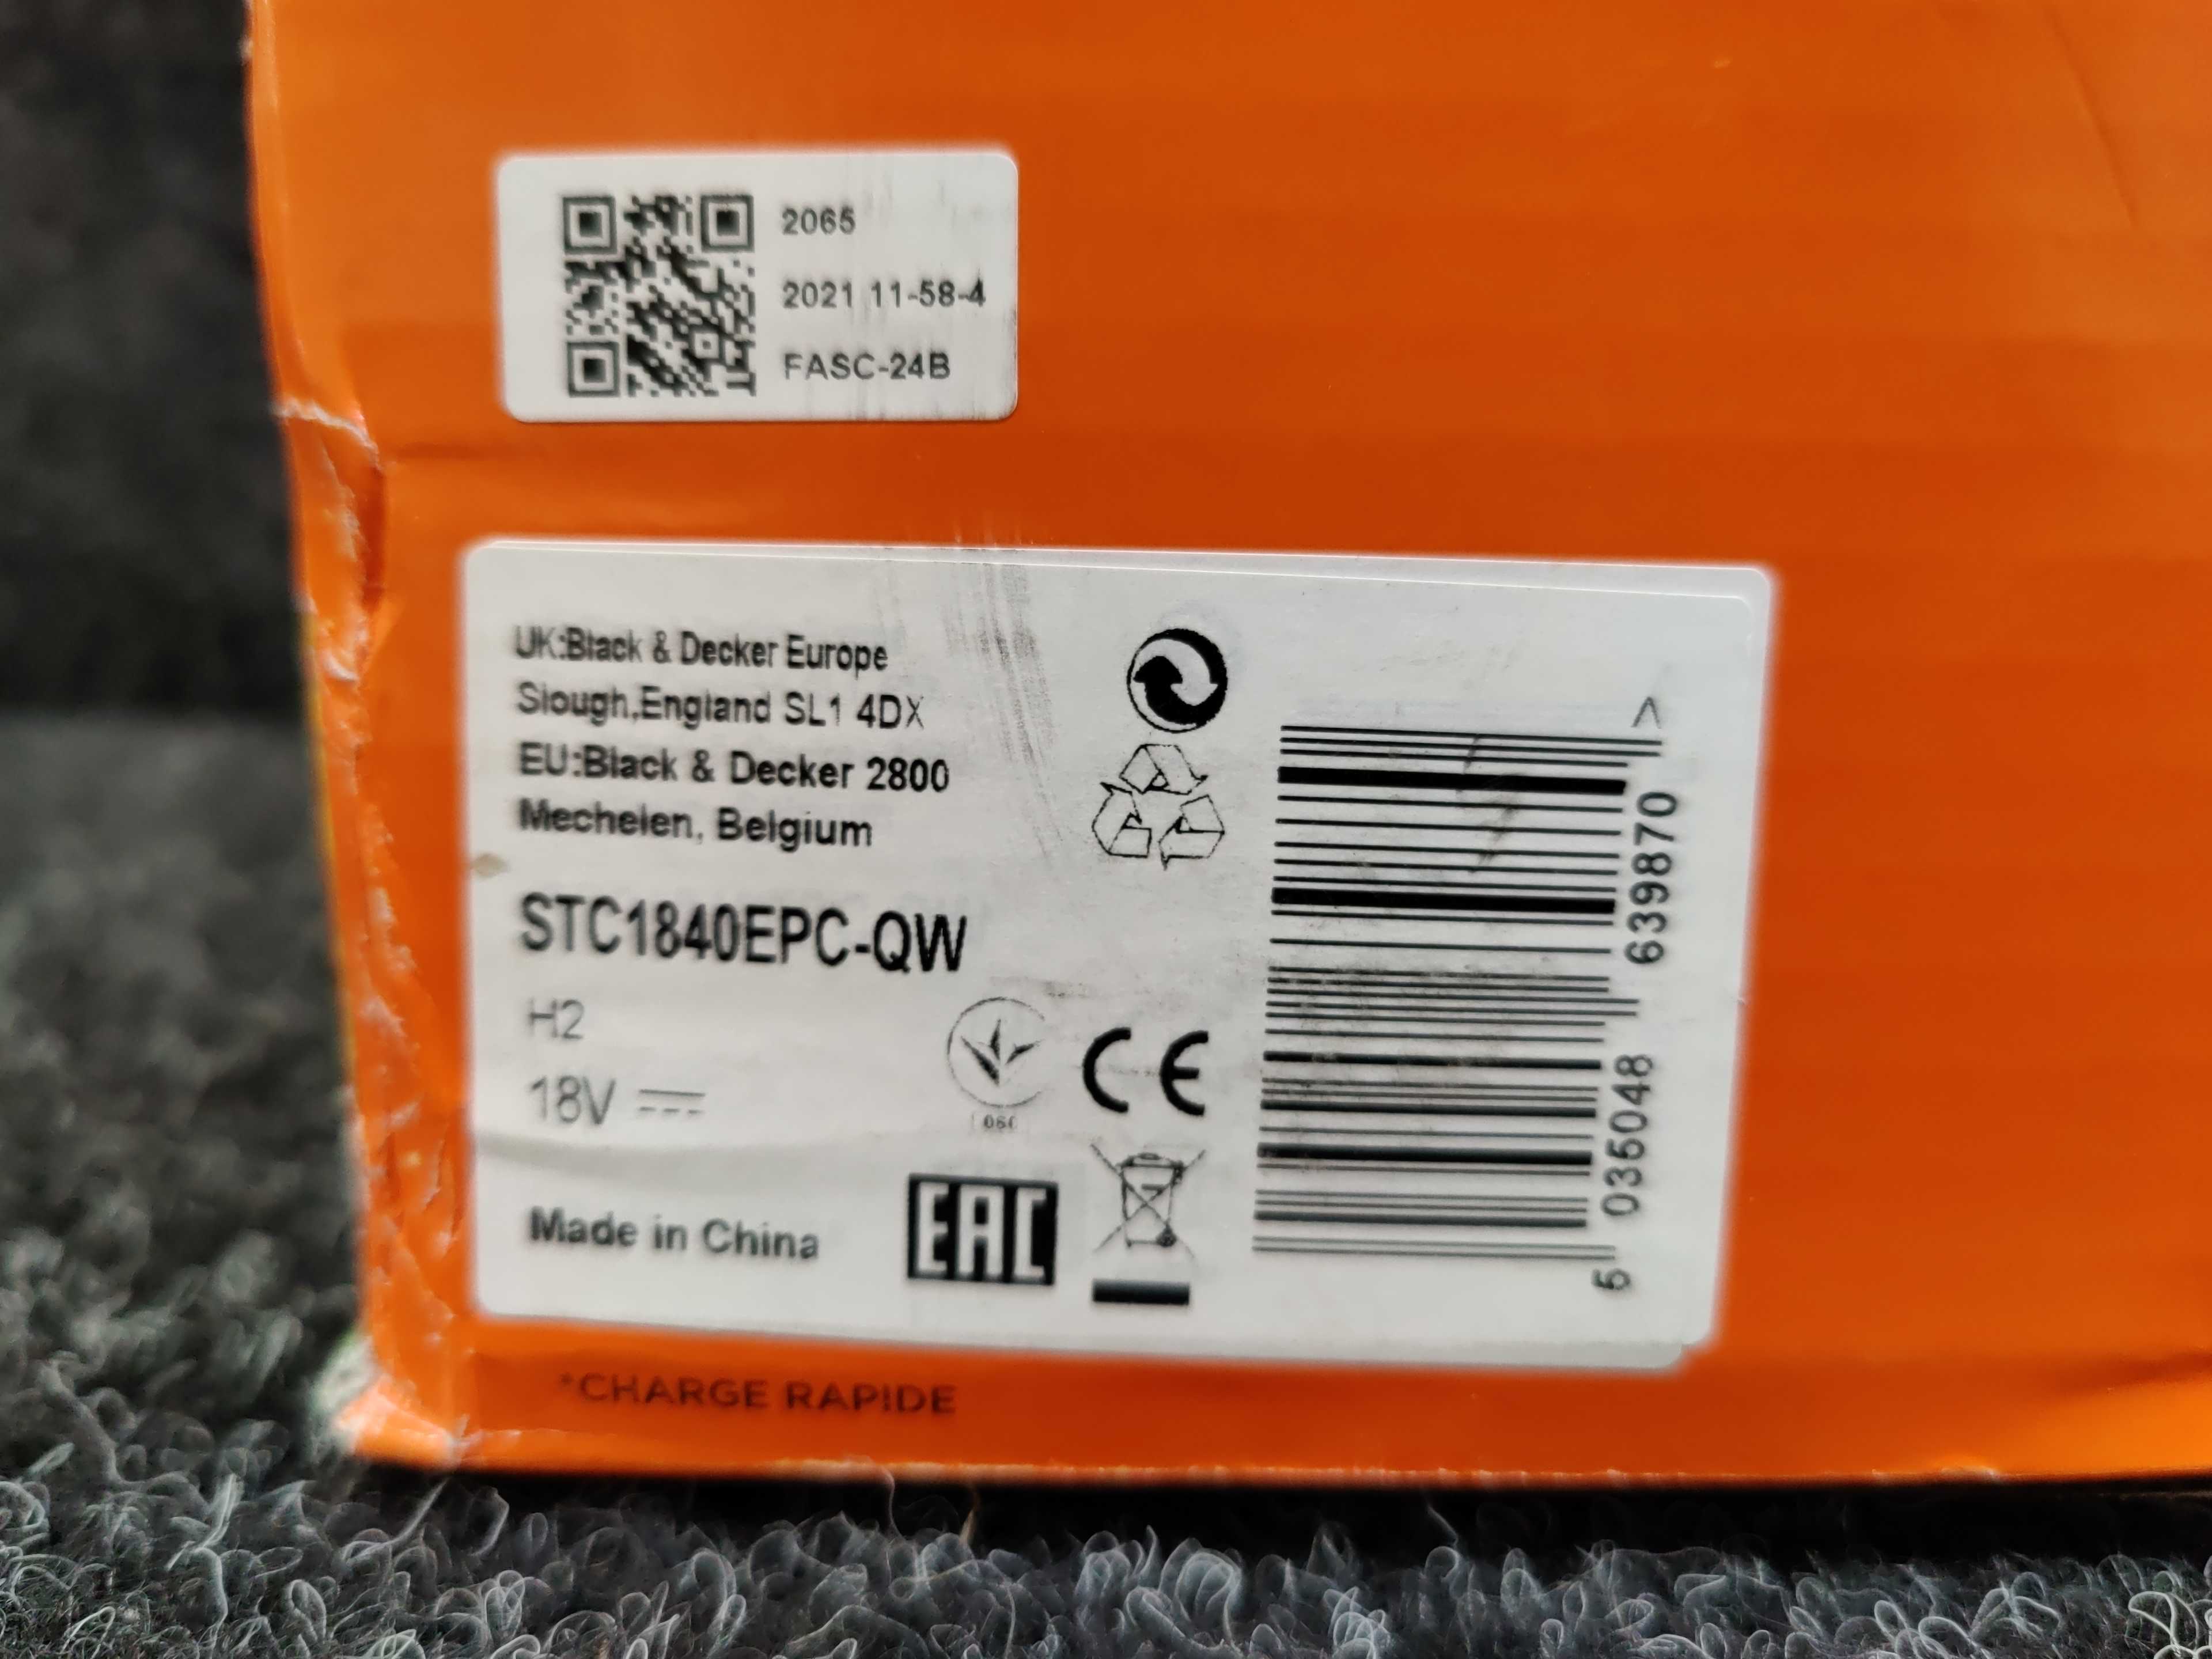 2065
2021 11-58-4
FASC-24B
UK:Black & Decker Europe
Slough,England SL1 4DX
EU:Black & Decker 2800
Mechelen, Belgium
STC1840EPC-QW
H2
18V
CE
Made in China
EAC
5 035048 639870 >
*CHARGE RAPIDE